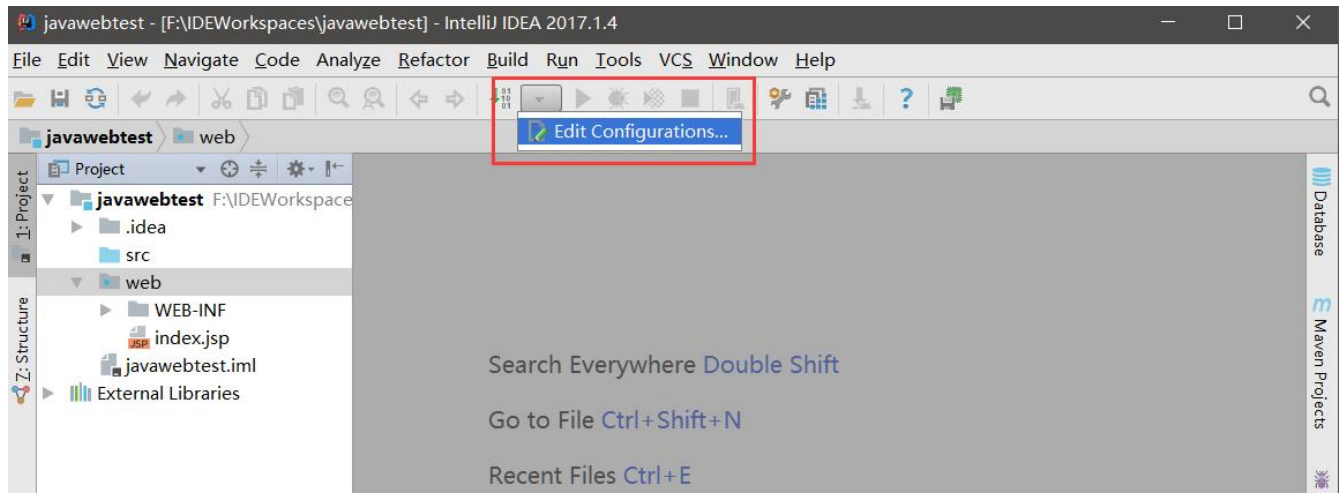 javawebtest - [F:\IDEWorkspaces\javawebtest] - IntelliJ IDEA 2017.1.4
File Edit View Navigate Code Analyze Refactor Build Run Tools VCS Window Help
javawebtest web
Edit Configurations...
Project
1: Project
javawebtest F:\IDEWorkspace
.idea
src
web
WEB-INF
JSP index.jsp
javawebtest.iml
External Libraries
Z: Structure
Search Everywhere Double Shift
Go to File Ctrl+Shift+N
Recent Files Ctrl+E
Database
m Maven Projects